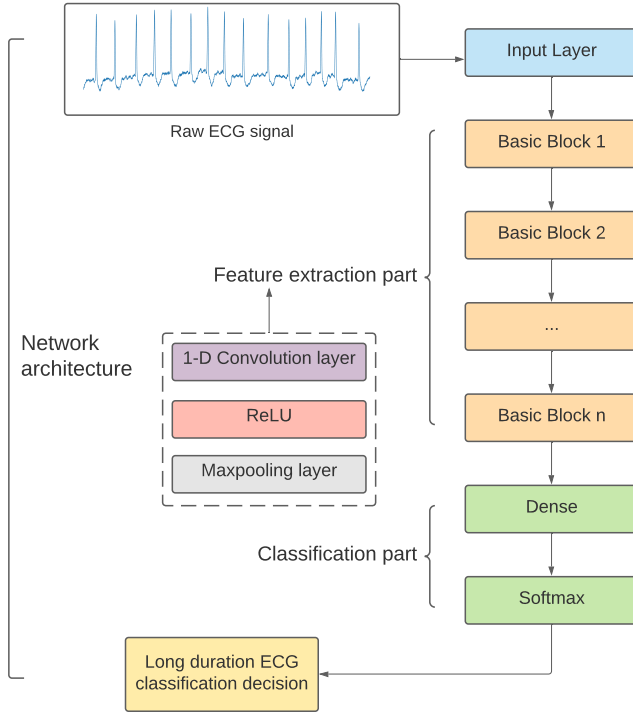 Raw ECG signal
Input Layer
Basic Block 1
Basic Block 2
...
Basic Block n
Feature extraction part
1-D Convolution layer
ReLU
Maxpooling layer
Network
architecture
Dense
Classification part
Softmax
Long duration ECG
classification decision